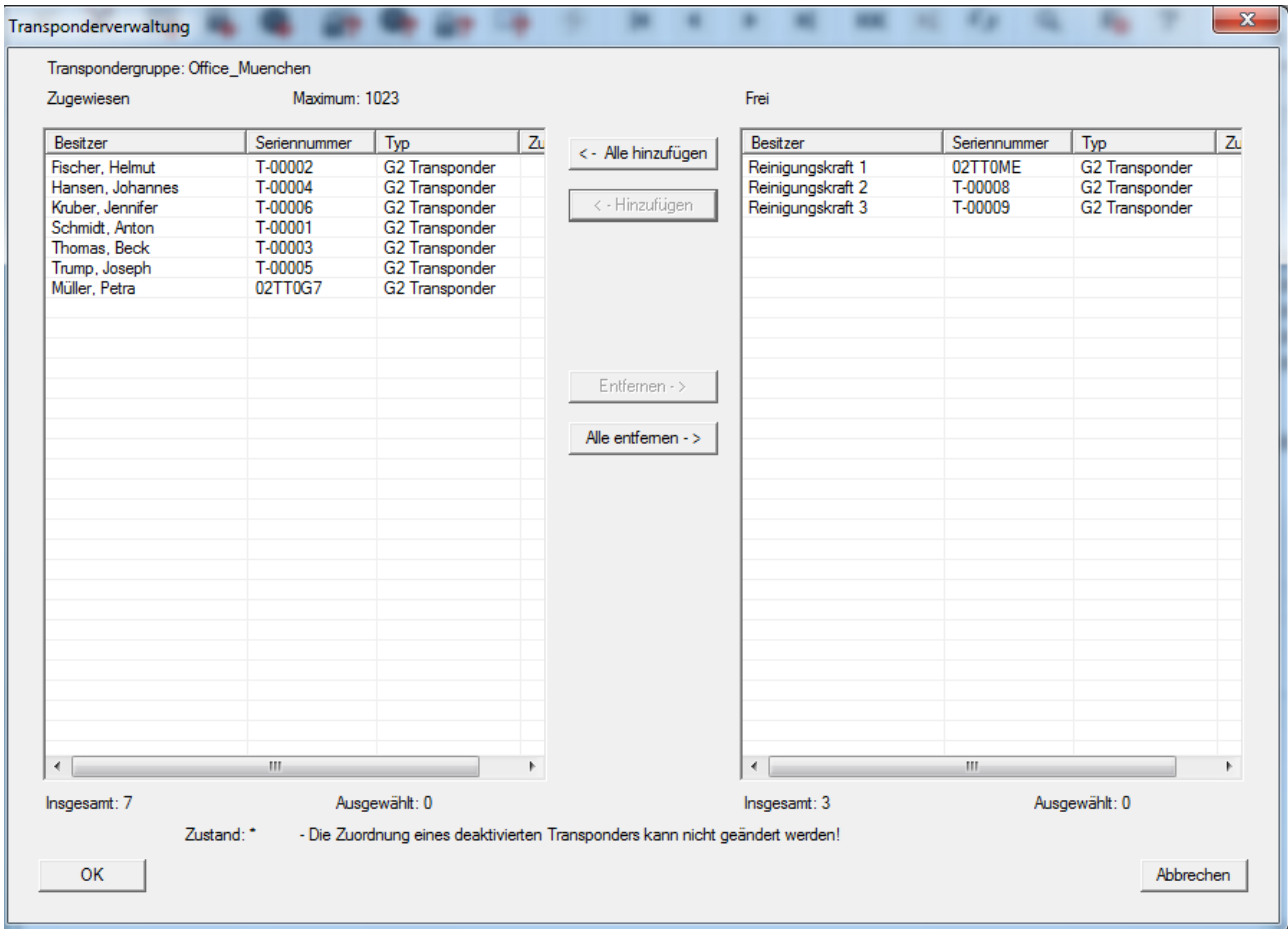 Transponderverwaltung
Transpondergruppe: Office_Muenchen
Zugewiesen Maximum: 1023 Frei
Besitzer Seriennummer Typ Zu
Fischer, Helmut T-00002 G2 Transponder
Hansen, Johannes T-00004 G2 Transponder
Kruber, Jennifer T-00006 G2 Transponder
Schmidt, Anton T-00001 G2 Transponder
Thomas, Beck T-00003 G2 Transponder
Trump, Joseph T-00005 G2 Transponder
Müller, Petra 02TT0G7 G2 Transponder
<- Alle hinzufügen
<- Hinzufügen
Entfernen ->
Alle entfernen ->
Besitzer Seriennummer Typ Zu
Reinigungskraft 1 02TT0ME G2 Transponder
Reinigungskraft 2 T-00008 G2 Transponder
Reinigungskraft 3 T-00009 G2 Transponder
Insgesamt: 7 Ausgewählt: 0 Insgesamt: 3 Ausgewählt: 0
Zustand: * - Die Zuordnung eines deaktivierten Transponders kann nicht geändert werden!
OK Abbrechen